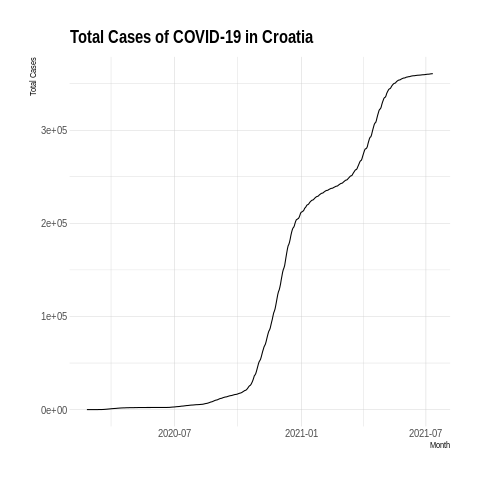 Total Cases of COVID-19 in Croatia
Total Cases
3e+05
2e+05
1e+05
0e+00
2020-07 2021-01 2021-07
Month